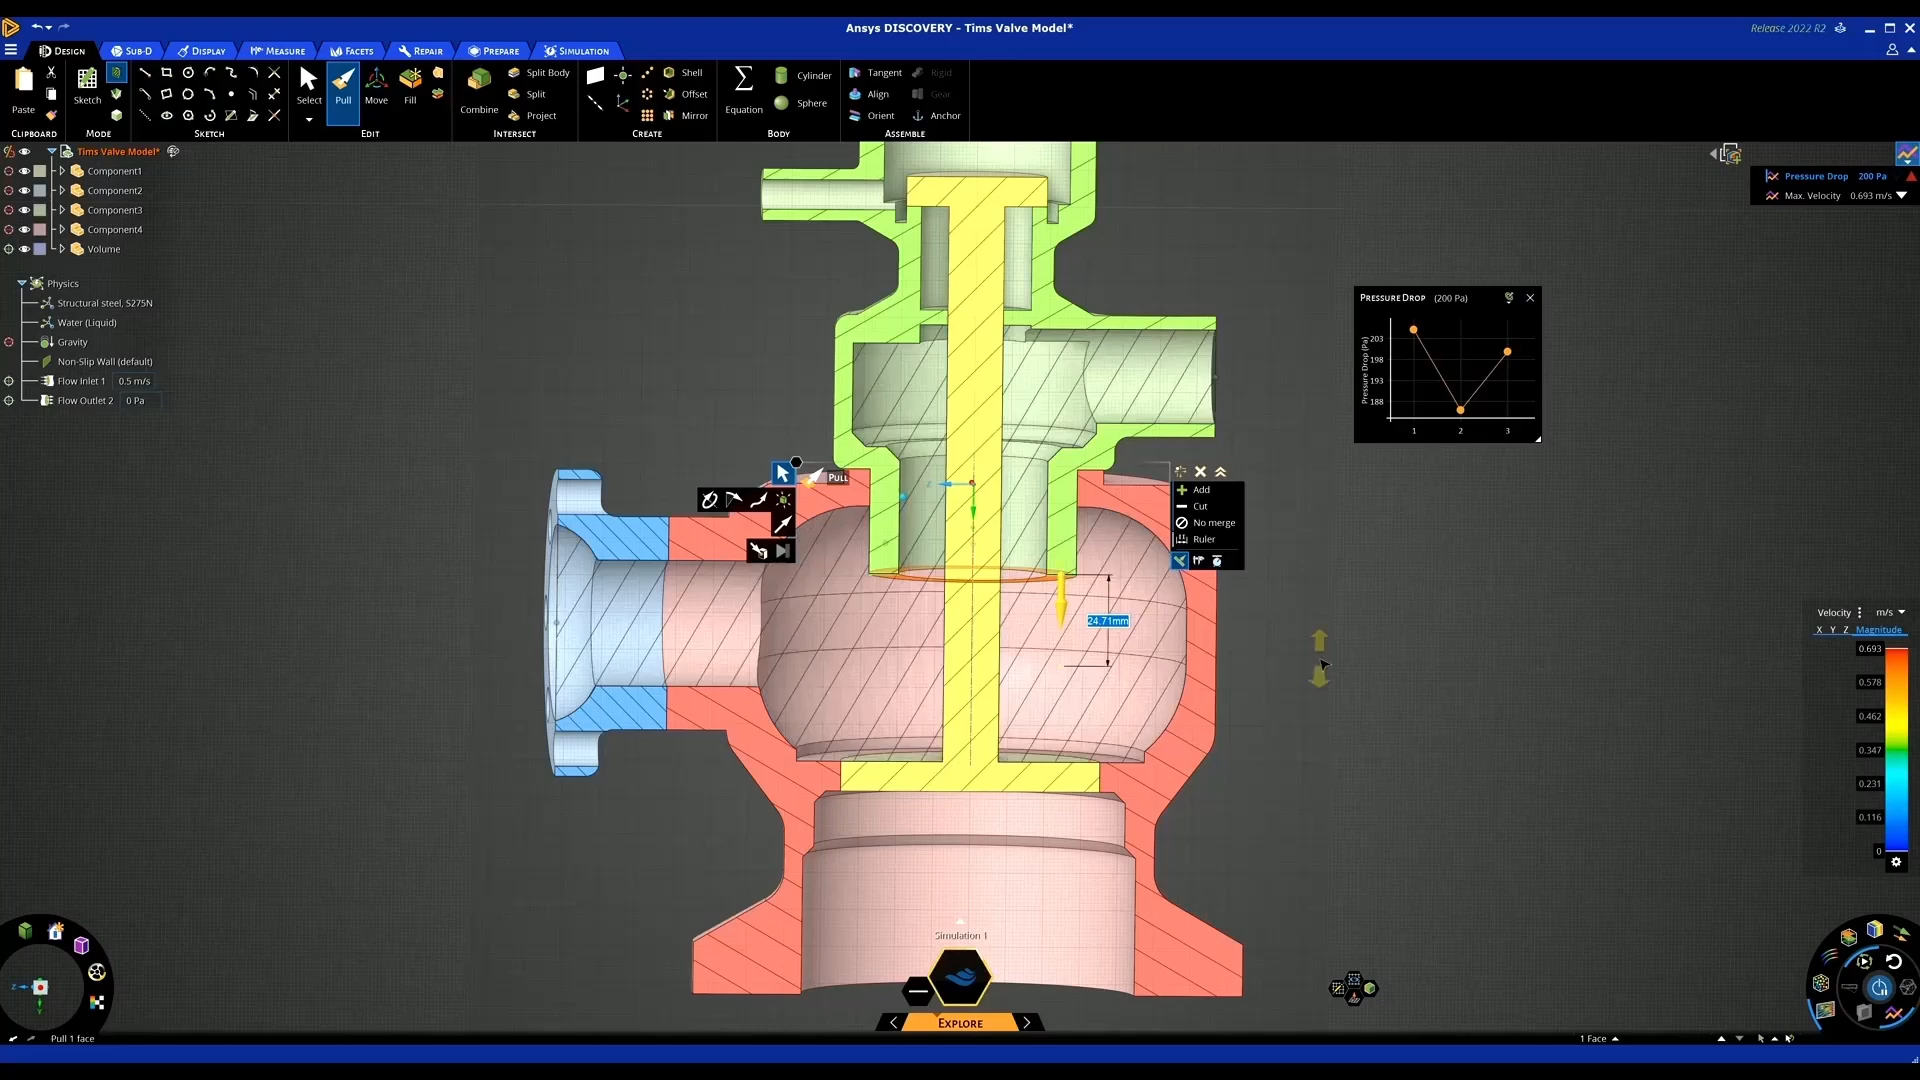 Ansys DISCOVERY - Tims Valve Model*
Release 2022 R2
DESIGN
SUB-D
DISPLAY
MEASURE
FACETS
REPAIR
PREPARE
SIMULATION
Paste
Sketch
Select
Pull
Move
Fill
Combine
Split Body
Split
Project
Shell
Offset
Mirror
Equation
Cylinder
Sphere
Tangent
Align
Orient
Rigid
Gear
Anchor
CLIPBOARD
MODE
SKETCH
EDIT
INTERSECT
CREATE
BODY
ASSEMBLE
Tims Valve Model*
Component1
Component2
Component3
Component4
Volume
Physics
Structural steel, S275N
Water (Liquid)
Gravity
Non-Slip Wall (default)
Flow Inlet 1 0.5 m/s
Flow Outlet 2 0 Pa
Pressure Drop 200 Pa
Max. Velocity 0.693 m/s
PRESSURE DROP (200 Pa)
Pressure Drop (Pa)
203
198
193
188
1 2 3
PULL
Add
Cut
No merge
Ruler
24.71mm
Z
Velocity m/s
X Y Z Magnitude
0.693
0.578
0.462
0.347
0.231
0.116
0
Simulation 1
EXPLORE
Z
Y
Pull 1 face
1 Face